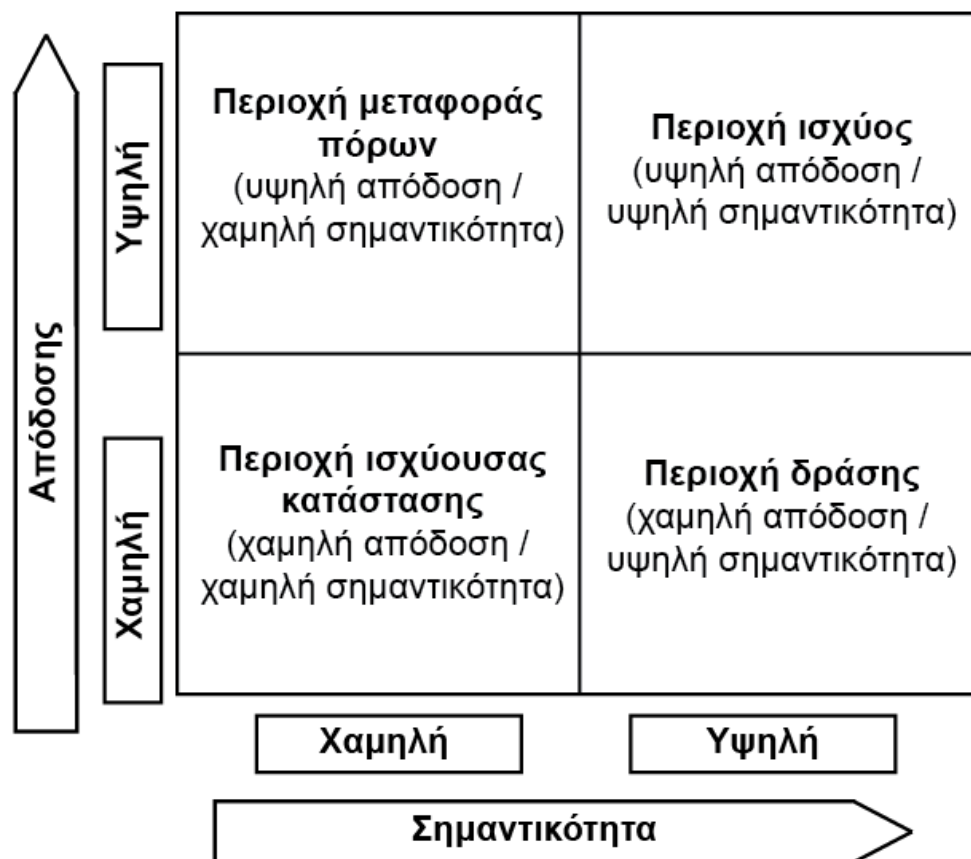 Απόδοσης
Υψηλή
Περιοχή μεταφοράς
πόρων
(υψηλή απόδοση /
χαμηλή σημαντικότητα)
Περιοχή ισχύος
(υψηλή απόδοση /
υψηλή σημαντικότητα)
Χαμηλή
Περιοχή ισχύουσας
κατάστασης
(χαμηλή απόδοση /
χαμηλή σημαντικότητα)
Περιοχή δράσης
(χαμηλή απόδοση /
υψηλή σημαντικότητα)
Χαμηλή
Υψηλή
Σημαντικότητα